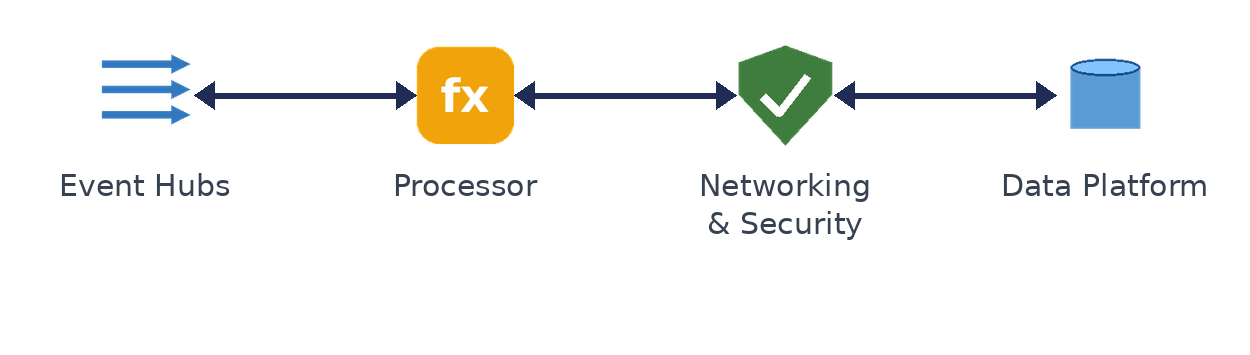 fx
Event Hubs
Processor
Networking
& Security
Data Platform